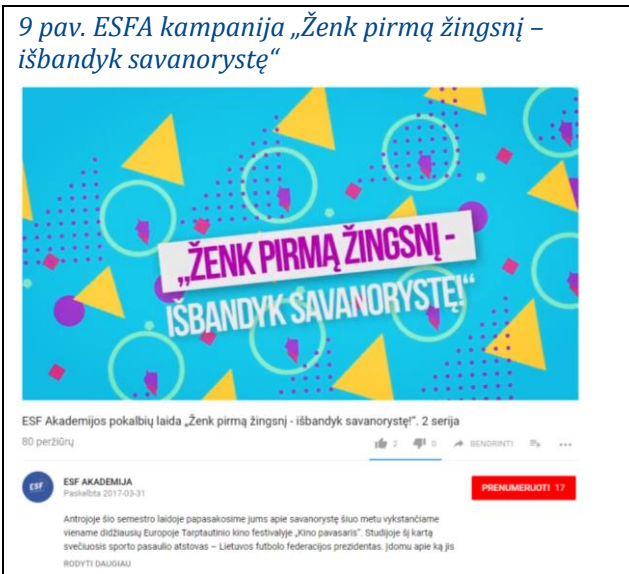 9 pav. ESFA kampanija „Ženk pirmą žingsnį –
išbandyk savanorystę“
„ŽENK PIRMĄ ŽINGSNĮ -
IŠBANDYK SAVANORYSTĘ!“
ESF Akademijos pokalbių laida „Ženk pirmą žingsnį - išbandyk savanorystę!“. 2 serija
80 peržiūrų
2 0 BENDRINTI
ESF
ESF AKADEMIJA
Paskelbta 2017-03-31
PRENUMERUOTI 17
Antrojoje šio semestro laidoje papasakosime jums apie savanorystę šiuo metu vykstančiame
viename didžiausių Europoje Tarptautinio kino festivalyje „Kino pavasaris“. Studijoje šį kartą
svečiuosis sporto pasaulio atstovas – Lietuvos futbolo federacijos prezidentas. Įdomu apie ką jis
RODYTI DAUGIAU